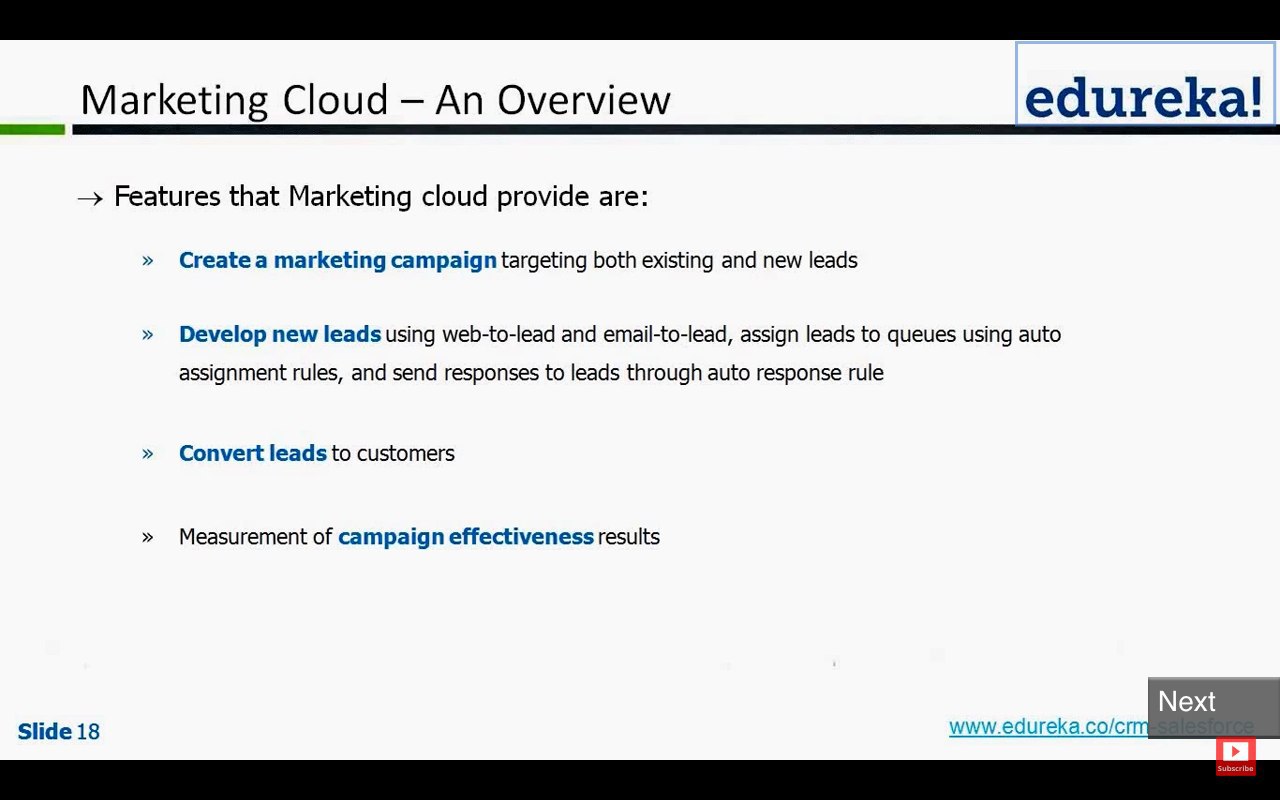 Marketing Cloud – An Overview
edureka!
→ Features that Marketing cloud provide are:
» Create a marketing campaign targeting both existing and new leads
» Develop new leads using web-to-lead and email-to-lead, assign leads to queues using auto
assignment rules, and send responses to leads through auto response rule
» Convert leads to customers
» Measurement of campaign effectiveness results
Next
Slide 18
www.edureka.co/crm-salesforce
Subscribe